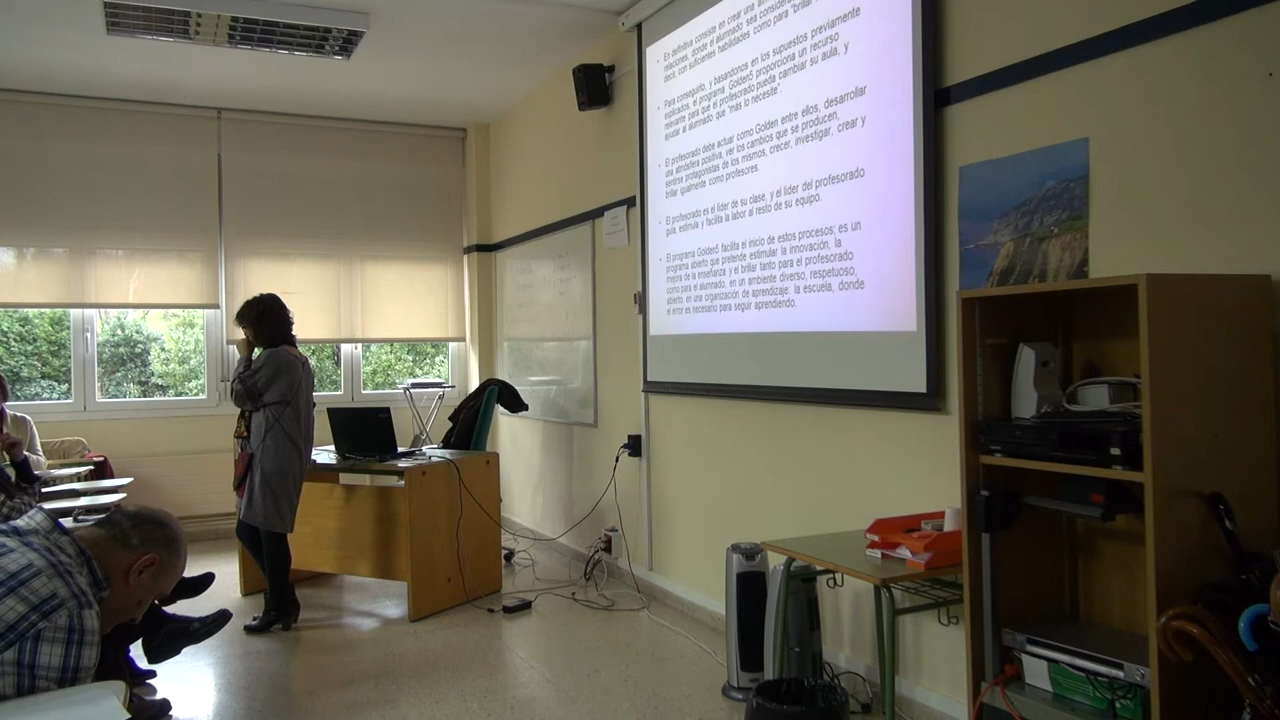 En definitiva consiste en crear una
relaciones, donde el alumnado sea
decir, con suficientes habilidades como para "brillar
Para conseguirlo, y basándonos en los supuestos previamente
explicados, el programa Golden5 proporciona un recurso
relevante para que el profesorado pueda cambiar su aula, y
ayudar al alumnado que "más lo necesite".
El profesorado debe actuar como Golden entre ellos, desarrollar
una atmósfera positiva, ver los cambios que se producen,
sentirse protagonistas de los mismos, crecer, investigar, crear y
brillar igualmente como profesores.
El profesorado es el líder de su clase, y el líder del profesorado
guía, estimula y facilita la labor al resto de su equipo.
El programa Golden5 facilita el inicio de estos procesos; es un
programa abierto que pretende estimular la innovación, la
mejora de la enseñanza y el brillar tanto para el profesorado
como para el alumnado, en un ambiente diverso, respetuoso,
abierto, en una organización de aprendizaje: la escuela, donde
el error es necesario para seguir aprendiendo.